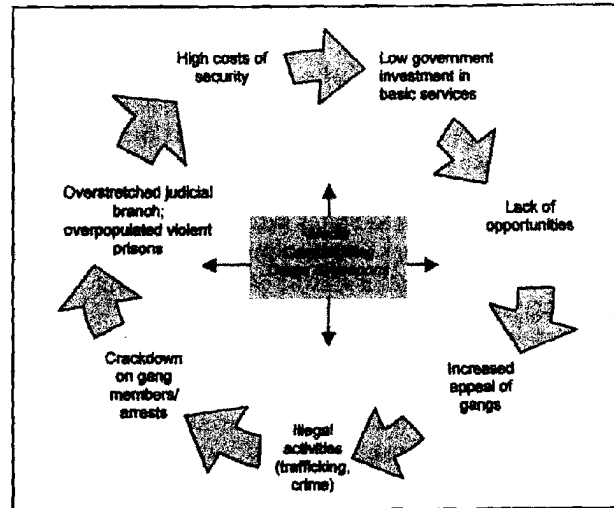 High costs of
security
Low government
investment in
basic services
Lack of
opportunities
Increased
appeal of
gangs
Illegal
activities
(trafficking,
crime)
Crackdown
on gang
members/
arrests
Overstretched judicial
branch;
overpopulated violent
prisons